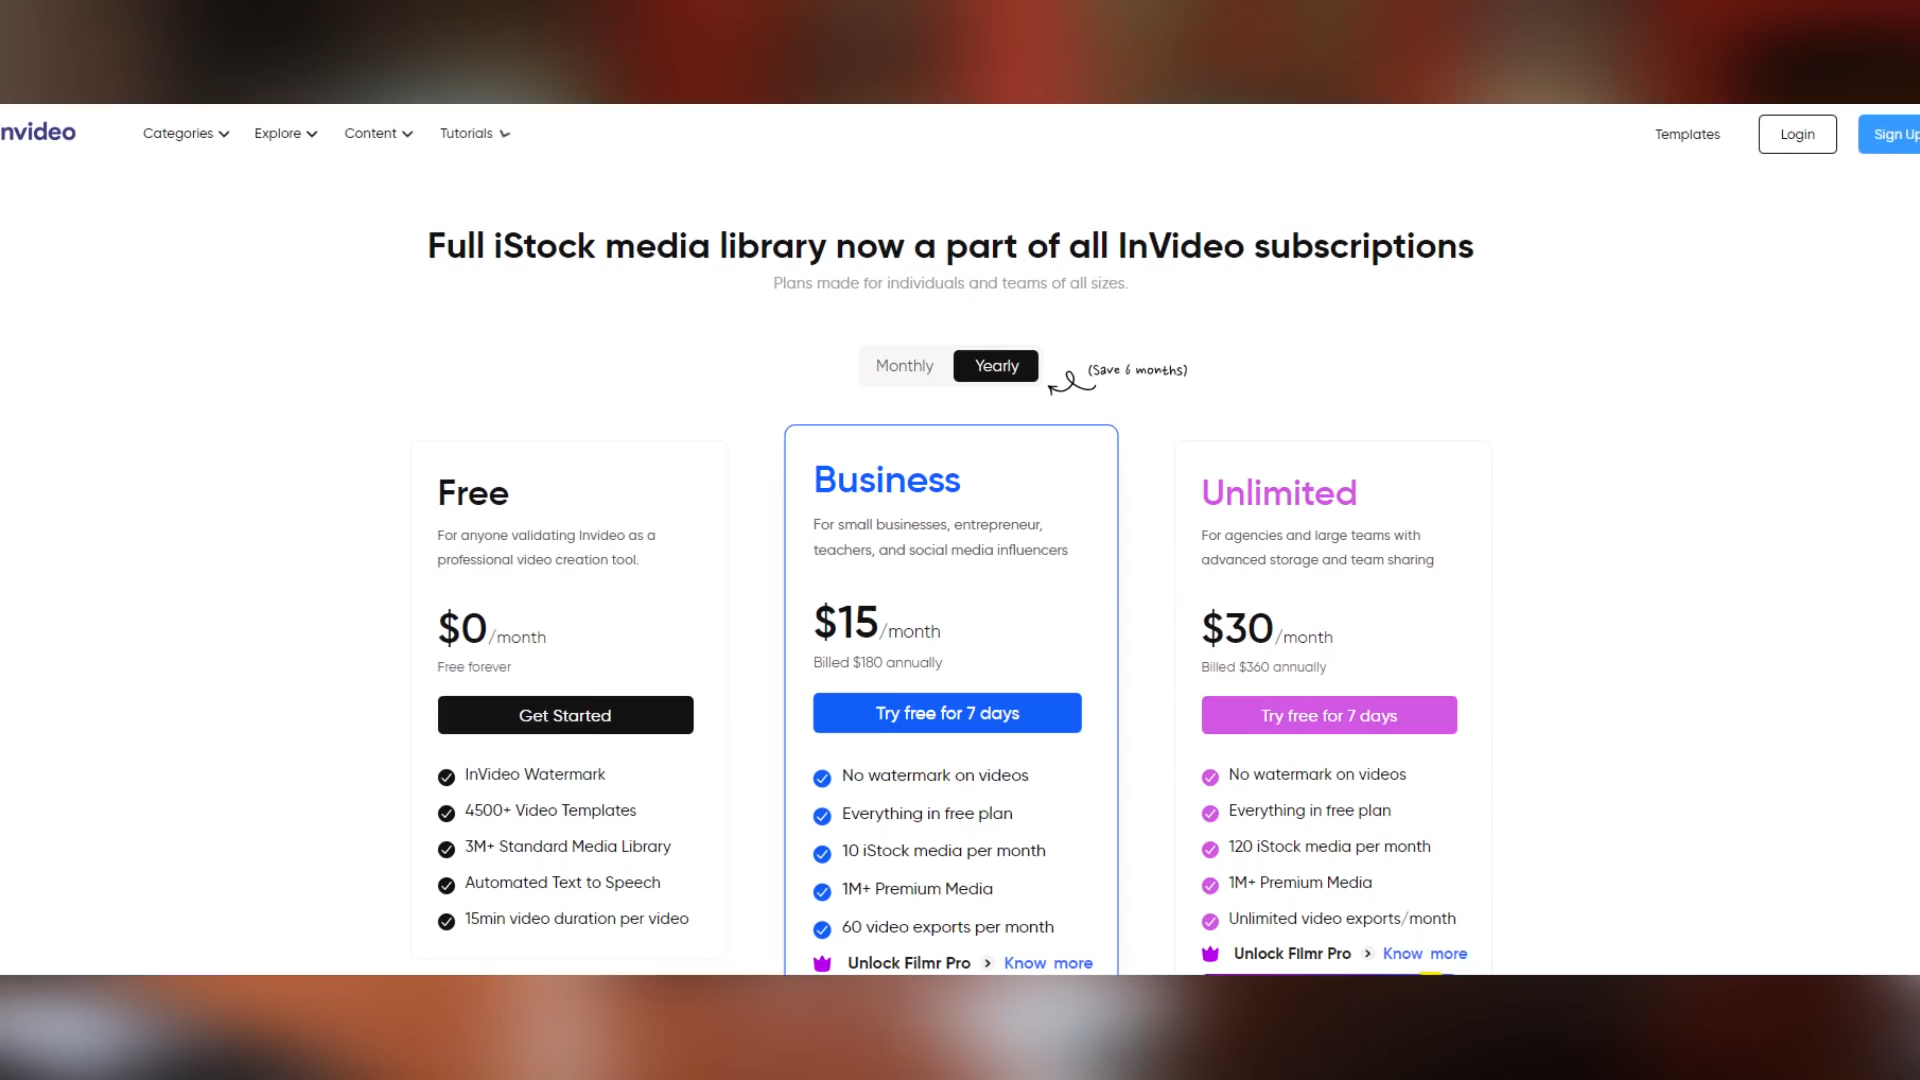 nvideo
Categories
Explore
Content
Tutorials
Templates
Login
Sign Up
Full iStock media library now a part of all InVideo subscriptions
Plans made for individuals and teams of all sizes.
Monthly
Yearly
(Save 6 months)
Free
For anyone validating Invideo as a
professional video creation tool.
$0/month
Free forever
Get Started
InVideo Watermark
4500+ Video Templates
3M+ Standard Media Library
Automated Text to Speech
15min video duration per video
Business
For small businesses, entrepreneur,
teachers, and social media influencers
$15/month
Billed $180 annually
Try free for 7 days
No watermark on videos
Everything in free plan
10 iStock media per month
1M+ Premium Media
60 video exports per month
Unlock Filmr Pro > Know more
Unlimited
For agencies and large teams with
advanced storage and team sharing
$30/month
Billed $360 annually
Try free for 7 days
No watermark on videos
Everything in free plan
120 iStock media per month
1M+ Premium Media
Unlimited video exports/month
Unlock Filmr Pro > Know more